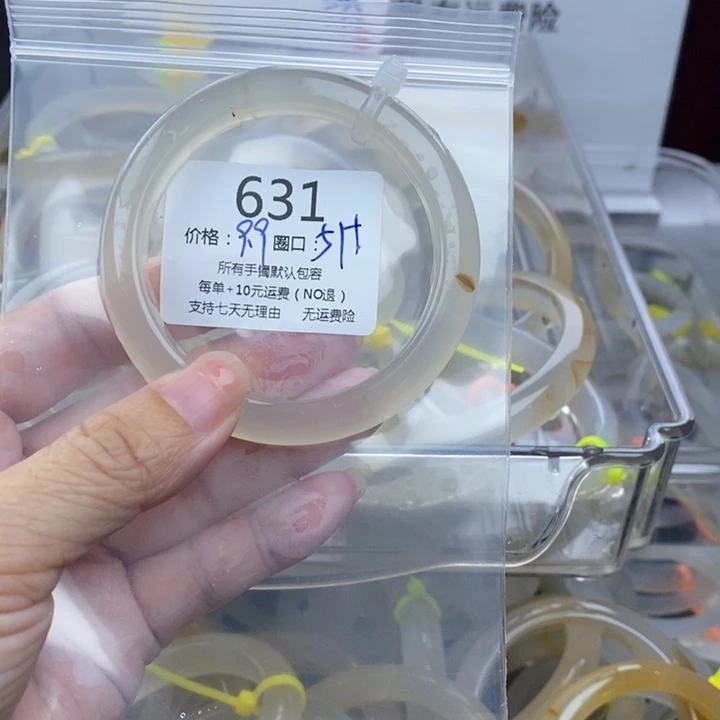 631
价格：99 圈口：57
所有手镯默认包容
每单+10元运费（NO退）
支持七天无理由 无运费险